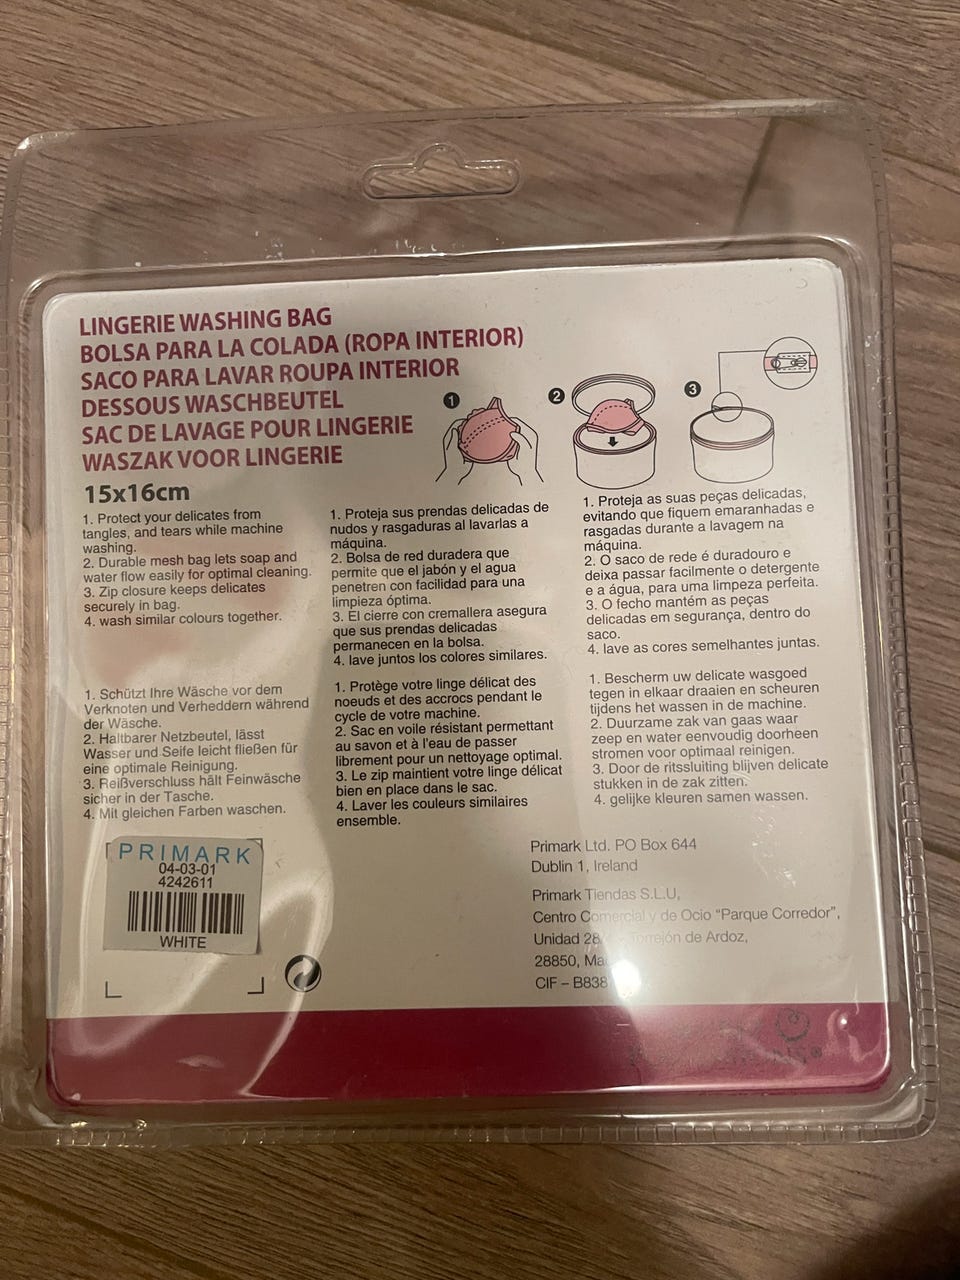 LINGERIE WASHING BAG
BOLSA PARA LA COLADA (ROPA INTERIOR)
SACO PARA LAVAR ROUPA INTERIOR
DESSOUS WASCHBEUTEL
SAC DE LAVAGE POUR LINGERIE
WASZAK VOOR LINGERIE
15x16cm
1
2
3
1. Protect your delicates from
tangles, and tears while machine
washing.
2. Durable mesh bag lets soap and
water flow easily for optimal cleaning.
3. Zip closure keeps delicates
securely in bag.
4. wash similar colours together.
1. Proteja sus prendas delicadas de
nudos y rasgaduras al lavarlas a
máquina.
2. Bolsa de red duradera que
permite que el jabón y el agua
penetren con facilidad para una
limpieza óptima.
3. El cierre con cremallera asegura
que sus prendas delicadas
permanecen en la bolsa.
4. lave juntos los colores similares.
1. Proteja as suas peças delicadas,
evitando que fiquem emaranhadas e
rasgadas durante a lavagem na
máquina.
2. O saco de rede é duradouro e
deixa passar facilmente o detergente
e a água, para uma limpeza perfeita.
3. O fecho mantém as peças
delicadas em segurança, dentro do
saco.
4. lave as cores semelhantes juntas.
1. Schützt Ihre Wäsche vor dem
Verknoten und Verheddern während
der Wäsche.
2. Haltbarer Netzbeutel, lässt
Wasser und Seife leicht fließen für
eine optimale Reinigung.
3. Reißverschluss hält Feinwäsche
sicher in der Tasche.
4. Mit gleichen Farben waschen.
1. Protège votre linge délicat des
noeuds et des accrocs pendant le
cycle de votre machine.
2. Sac en voile résistant permettant
au savon et à l'eau de passer
librement pour un nettoyage optimal.
3. Le zip maintient votre linge délicat
bien en place dans le sac.
4. Laver les couleurs similaires
ensemble.
1. Bescherm uw delicate wasgoed
tegen in elkaar draaien en scheuren
tijdens het wassen in de machine.
2. Duurzame zak van gaas waar
zeep en water eenvoudig doorheen
stromen voor optimaal reinigen.
3. Door de ritssluiting blijven delicate
stukken in de zak zitten.
4. gelijke kleuren samen wassen.
PRIMARK
04-03-01
4242611
WHITE
Primark Ltd. PO Box 644
Dublin 1, Ireland
Primark Tiendas S.L.U,
Centro Comercial y de Ocio "Parque Corredor",
Unidad Torrejón de Ardoz,
28850,
CIF – B838